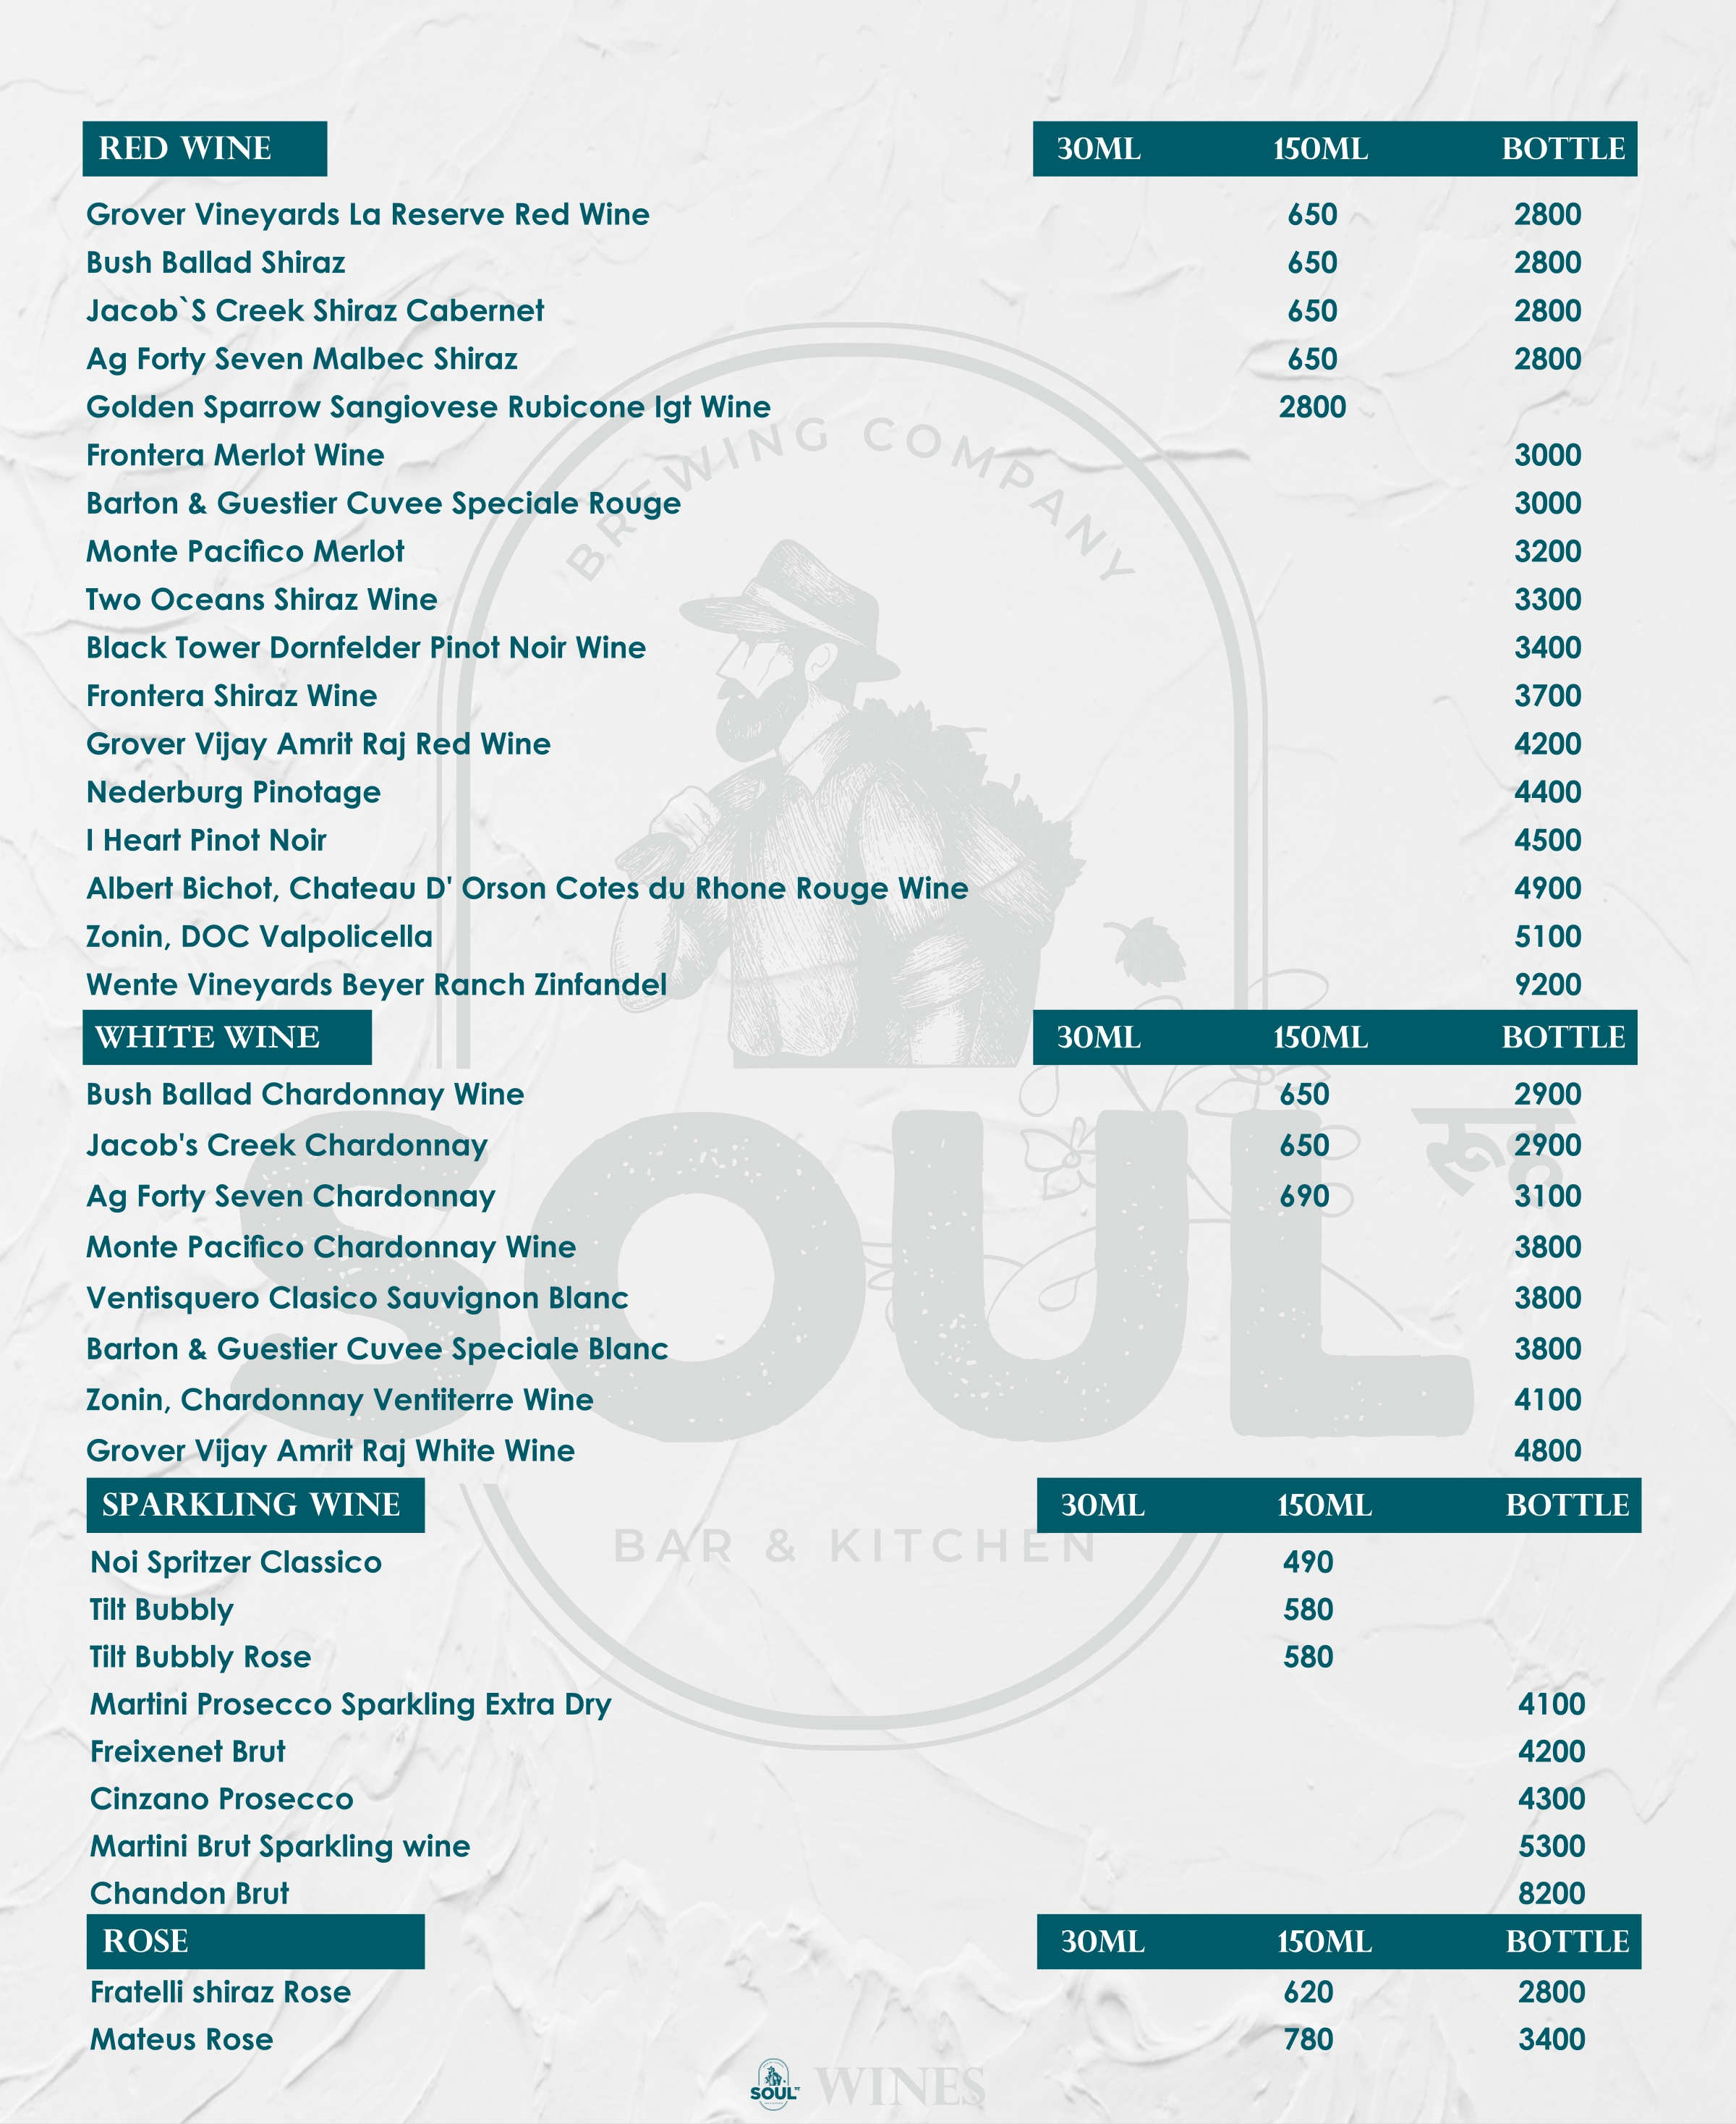 RED WINE 30ML 150ML BOTTLE
Grover Vineyards La Reserve Red Wine 650 2800
Bush Ballad Shiraz 650 2800
Jacob`S Creek Shiraz Cabernet 650 2800
Ag Forty Seven Malbec Shiraz 650 2800
Golden Sparrow Sangiovese Rubicone Igt Wine 2800
BREWING COMPANY
Frontera Merlot Wine 3000
Barton & Guestier Cuvee Speciale Rouge 3000
Monte Pacifico Merlot 3200
Two Oceans Shiraz Wine 3300
Black Tower Dornfelder Pinot Noir Wine 3400
Frontera Shiraz Wine 3700
Grover Vijay Amrit Raj Red Wine 4200
Nederburg Pinotage 4400
I Heart Pinot Noir 4500
Albert Bichot, Chateau D' Orson Cotes du Rhone Rouge Wine 4900
Zonin, DOC Valpolicella 5100
Wente Vineyards Beyer Ranch Zinfandel 9200
WHITE WINE 30ML 150ML BOTTLE
Bush Ballad Chardonnay Wine 650 2900
Jacob's Creek Chardonnay 650 2900
रूह
Ag Forty Seven Chardonnay 690 3100
SOUL
Monte Pacifico Chardonnay Wine 3800
Ventisquero Clasico Sauvignon Blanc 3800
Barton & Guestier Cuvee Speciale Blanc 3800
Zonin, Chardonnay Ventiterre Wine 4100
Grover Vijay Amrit Raj White Wine 4800
SPARKLING WINE 30ML 150ML BOTTLE
BAR & KITCHEN
Noi Spritzer Classico 490
Tilt Bubbly 580
Tilt Bubbly Rose 580
Martini Prosecco Sparkling Extra Dry 4100
Freixenet Brut 4200
Cinzano Prosecco 4300
Martini Brut Sparkling wine 5300
Chandon Brut 8200
ROSE 30ML 150ML BOTTLE
Fratelli shiraz Rose 620 2800
Mateus Rose 780 3400
SOUL WINES